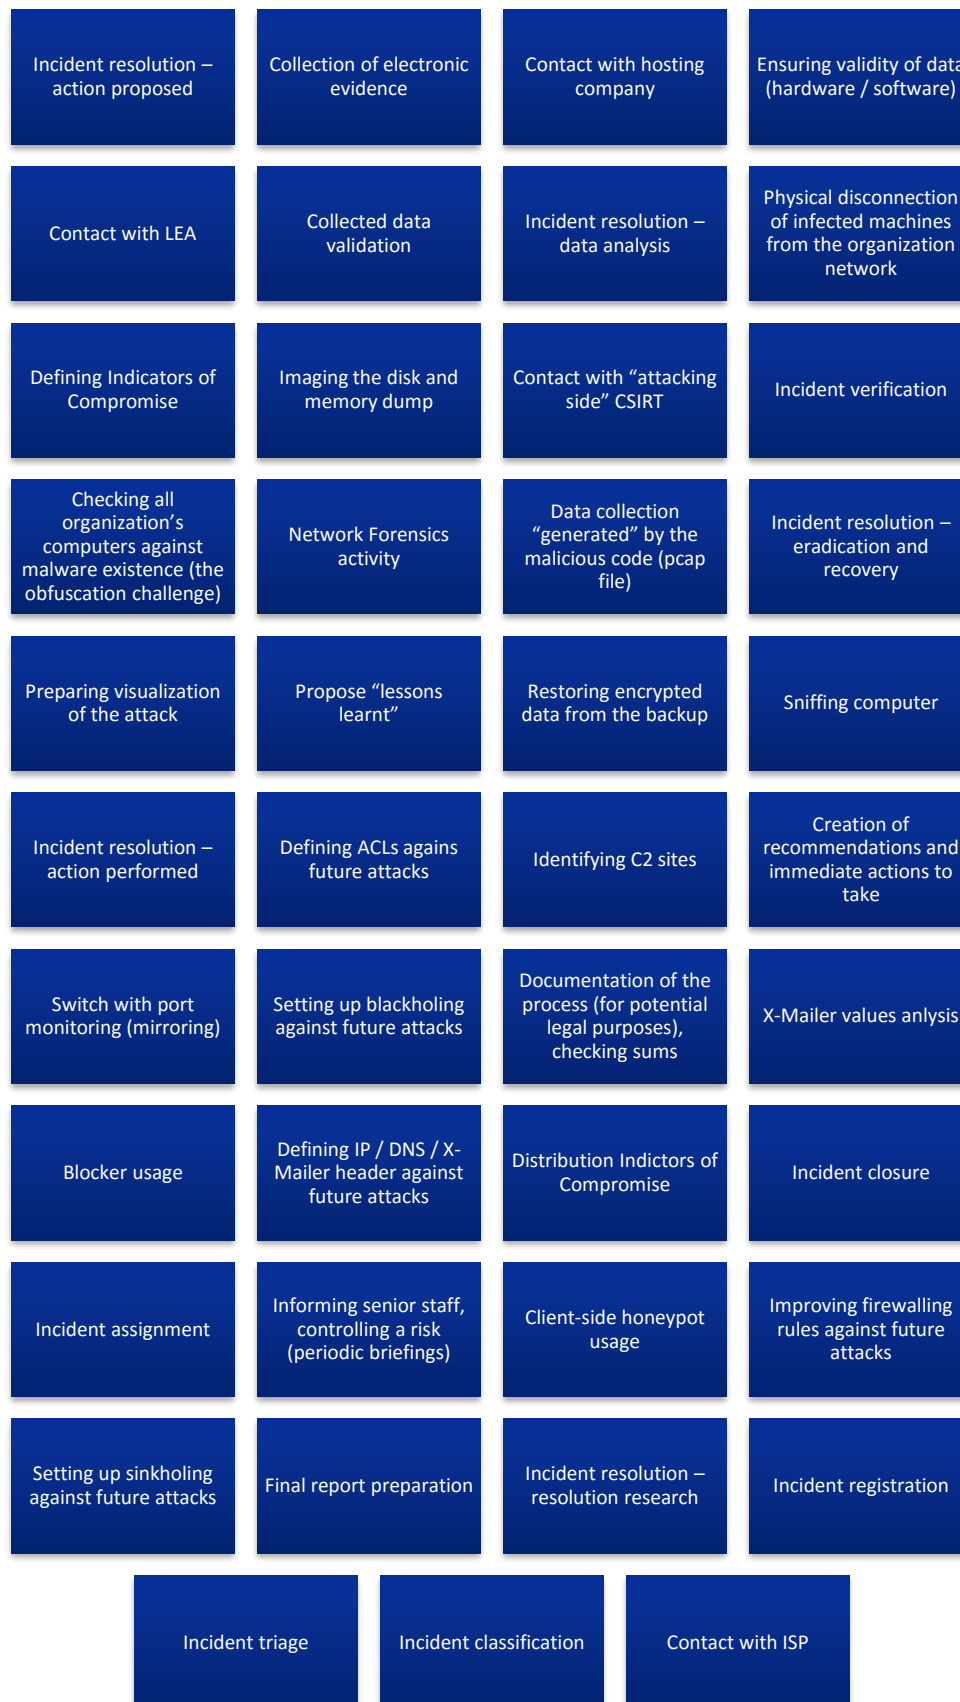 Incident resolution –
action proposed
Collection of electronic
evidence
Contact with hosting
company
Ensuring validity of data
(hardware / software)
Contact with LEA
Collected data
validation
Incident resolution –
data analysis
Physical disconnection
of infected machines
from the organization
network
Defining Indicators of
Compromise
Imaging the disk and
memory dump
Contact with “attacking
side” CSIRT
Incident verification
Checking all
organization’s
computers against
malware existence (the
obfuscation challenge)
Network Forensics
activity
Data collection
“generated” by the
malicious code (pcap
file)
Incident resolution –
eradication and
recovery
Preparing visualization
of the attack
Propose “lessons
learnt”
Restoring encrypted
data from the backup
Sniffing computer
Incident resolution –
action performed
Defining ACLs agains
future attacks
Identifying C2 sites
Creation of
recommendations and
immediate actions to
take
Switch with port
monitoring (mirroring)
Setting up blackholing
against future attacks
Documentation of the
process (for potential
legal purposes),
checking sums
X-Mailer values anlysis
Blocker usage
Defining IP / DNS / X-
Mailer header against
future attacks
Distribution Indictors of
Compromise
Incident closure
Incident assignment
Informing senior staff,
controlling a risk
(periodic briefings)
Client-side honeypot
usage
Improving firewalling
rules against future
attacks
Setting up sinkholing
against future attacks
Final report preparation
Incident resolution –
resolution research
Incident registration
Incident triage
Incident classification
Contact with ISP